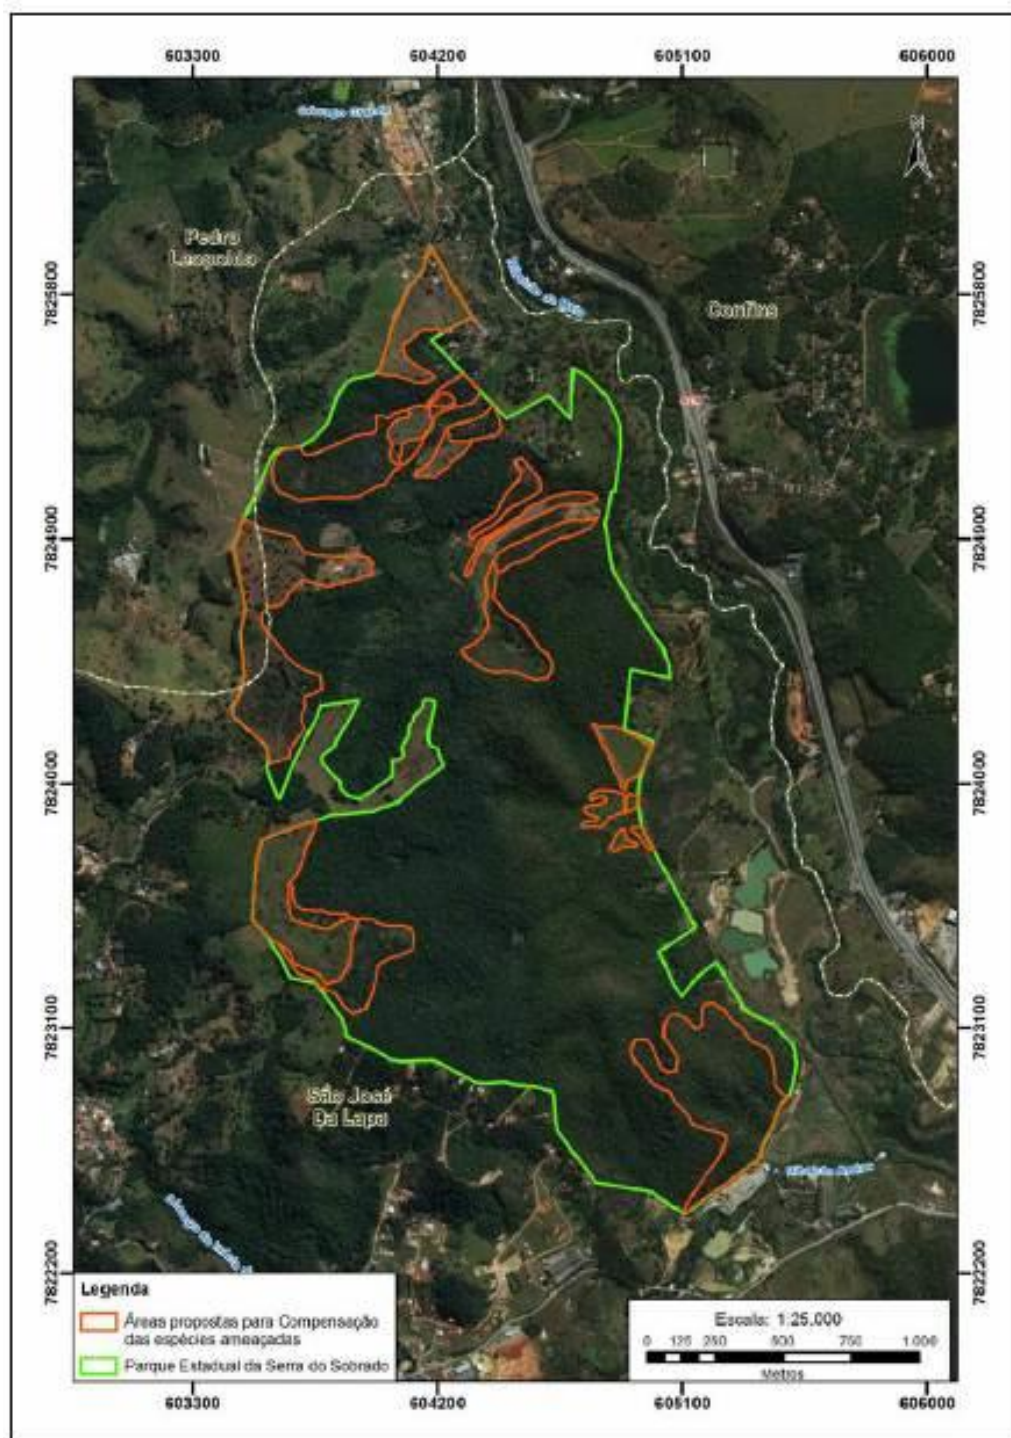 603300 604200 605100 606000
N
Pedro
Leopoldo
Confins
7825800 7825800
7824900 7824900
7824000 7824000
7823100 7823100
São José
Da Lapa
7822200 7822200
Legenda
Áreas propostas para Compensação
das espécies ameaçadas
Parque Estadual da Serra do Sobrado
Escala: 1:25.000
0 125 250 500 750 1.000
Metros
603300 604200 605100 606000